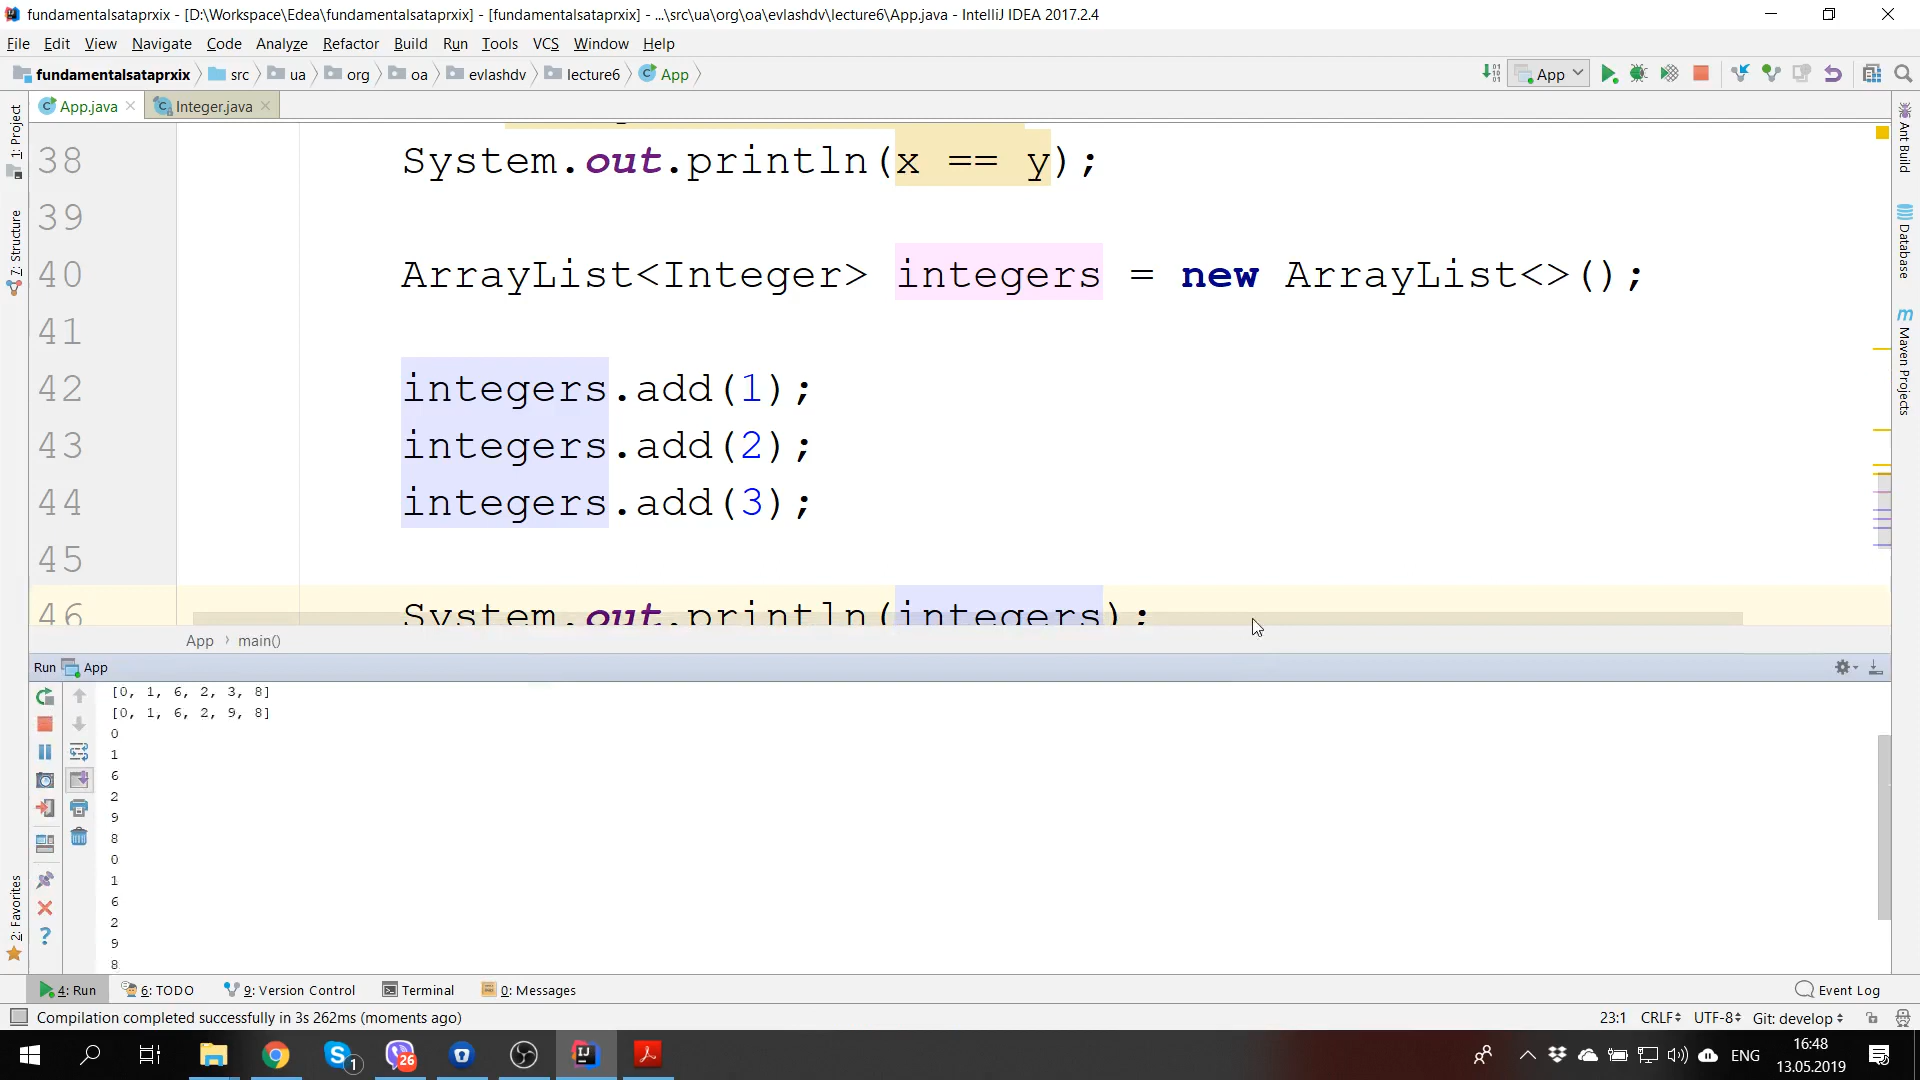 fundamentalsataprxix - [D:\Workspace\Edea\fundamentalsataprxix] - [fundamentalsataprxix] - ...\src\ua\org\oa\evlashdv\lecture6\App.java - IntelliJ IDEA 2017.2.4
File Edit View Navigate Code Analyze Refactor Build Run Tools VCS Window Help
fundamentalsataprxix src ua org oa evlashdv lecture6 App App
App.java Integer.java
1: Project
7: Structure
2: Favorites
38 System.out.println(x == y);
39
40 ArrayList<Integer> integers = new ArrayList<>();
41
42 integers.add(1);
43 integers.add(2);
44 integers.add(3);
45
46 System.out.println(integers);
Ant Build
Database
Maven Projects
App main()
Run App
[0, 1, 6, 2, 3, 8]
[0, 1, 6, 2, 9, 8]
0
1
6
2
9
8
0
1
6
2
9
8
4: Run 6: TODO 9: Version Control Terminal 0: Messages Event Log
Compilation completed successfully in 3s 262ms (moments ago) 23:1 CRLF UTF-8 Git: develop
1 26 ENG 16:48
13.05.2019